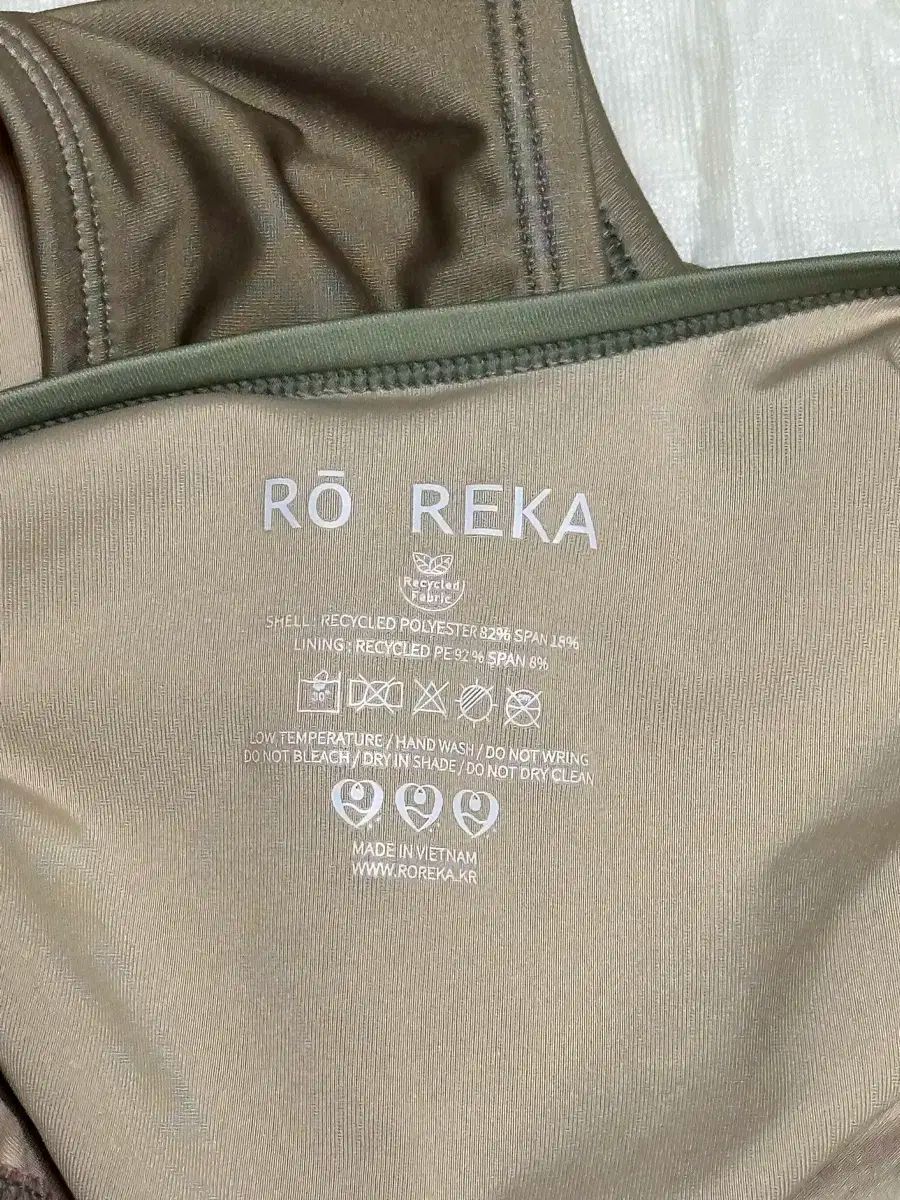 RŌ REKA
Recycled
Fabric
SHELL : RECYCLED POLYESTER 82% SPAN 18%
LINING : RECYCLED PE 92% SPAN 8%
30°
LOW TEMPERATURE / HAND WASH / DO NOT WRING
DO NOT BLEACH / DRY IN SHADE / DO NOT DRY CLEAN
MADE IN VIETNAM
WWW.ROREKA.KR